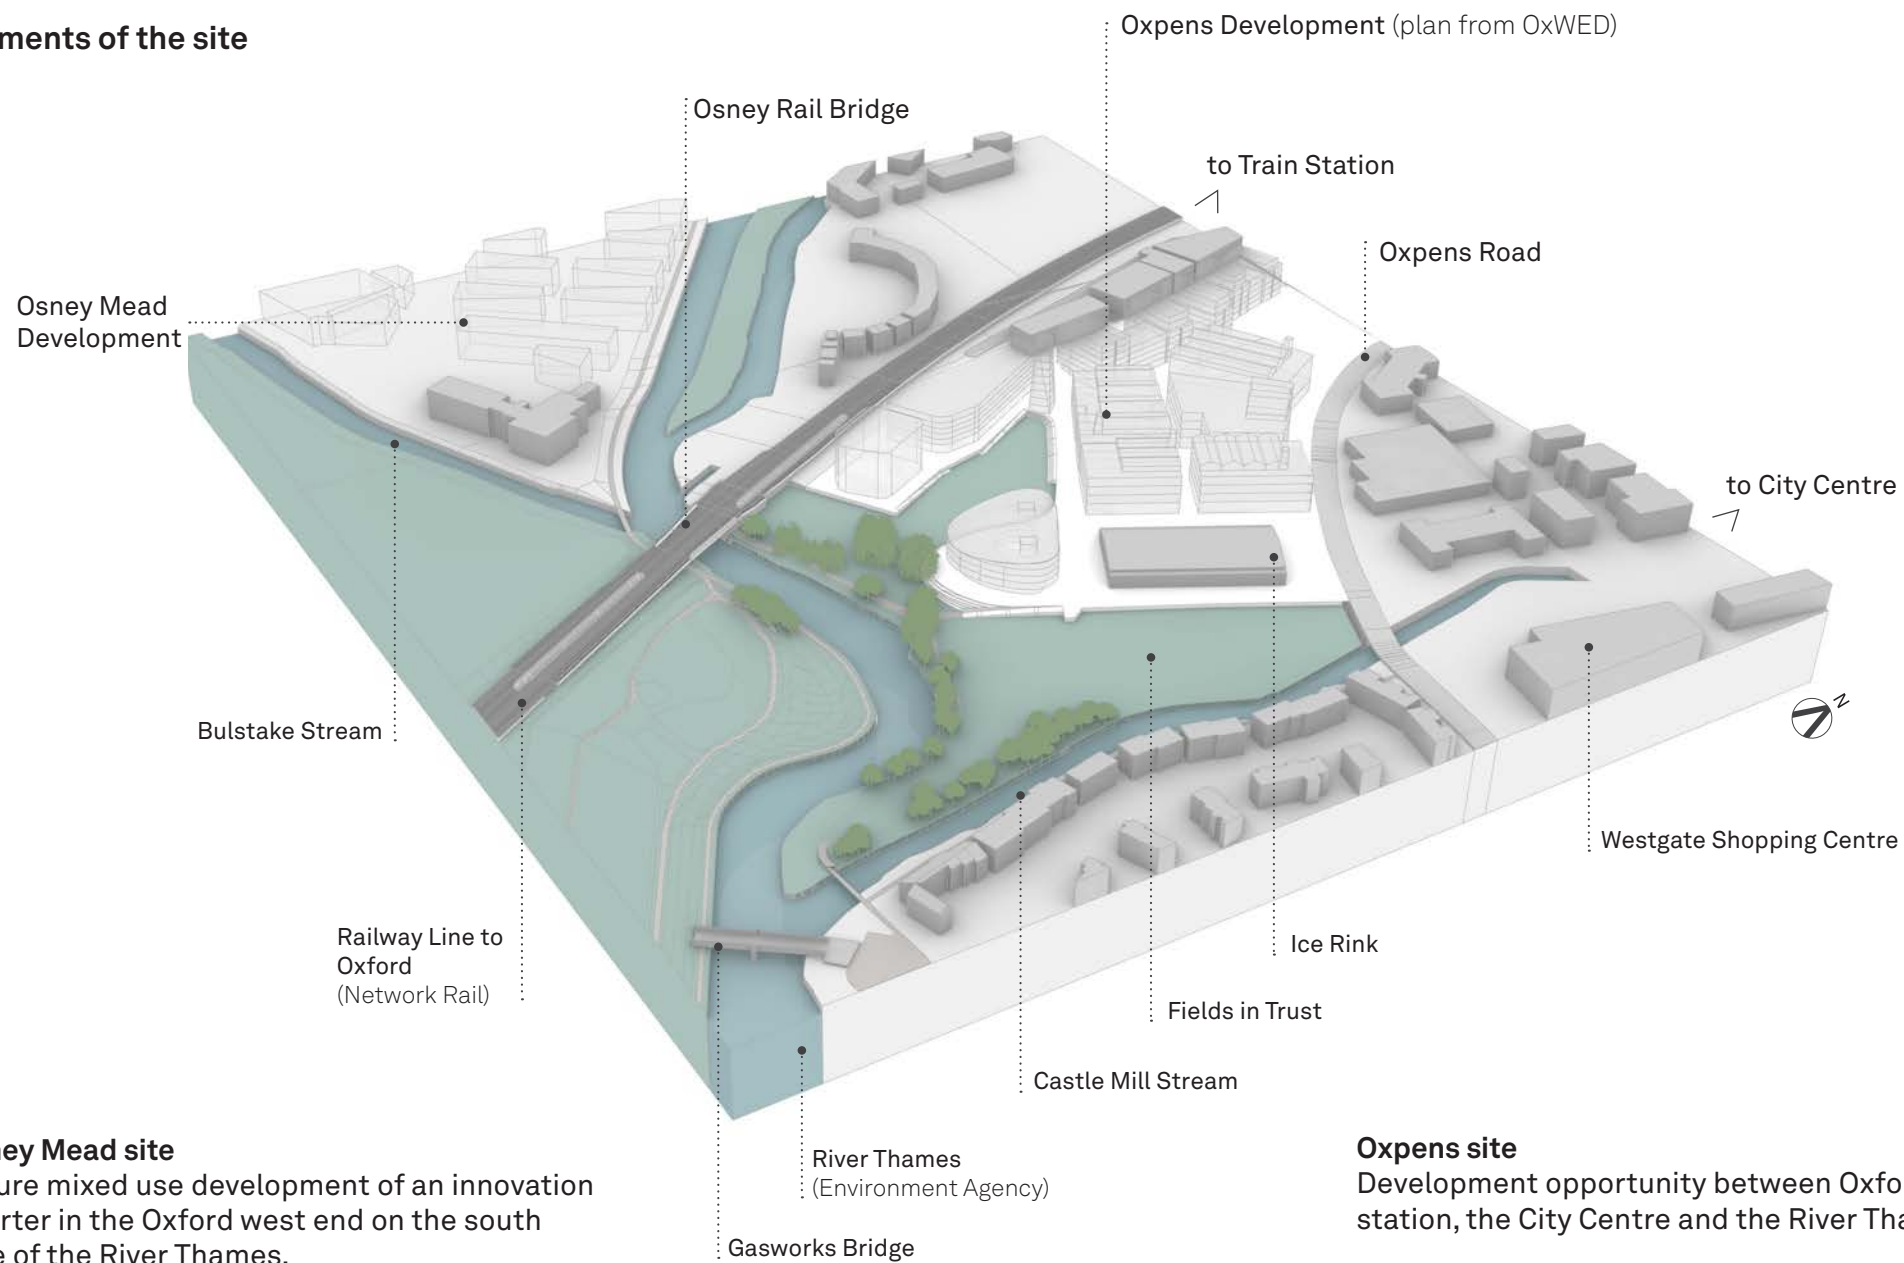 ments of the site
Oxpens Development (plan from OxWED)
Osney Rail Bridge
to Train Station
Oxpens Road
Osney Mead
Development
to City Centre
Bulstake Stream
N
Westgate Shopping Centre
Railway Line to
Oxford
(Network Rail)
Ice Rink
Fields in Trust
Castle Mill Stream
River Thames
(Environment Agency)
Gasworks Bridge
ney Mead site
ure mixed use development of an innovation
rter in the Oxford west end on the south
e of the River Thames.
Oxpens site
Development opportunity between Oxfo
station, the City Centre and the River Tha